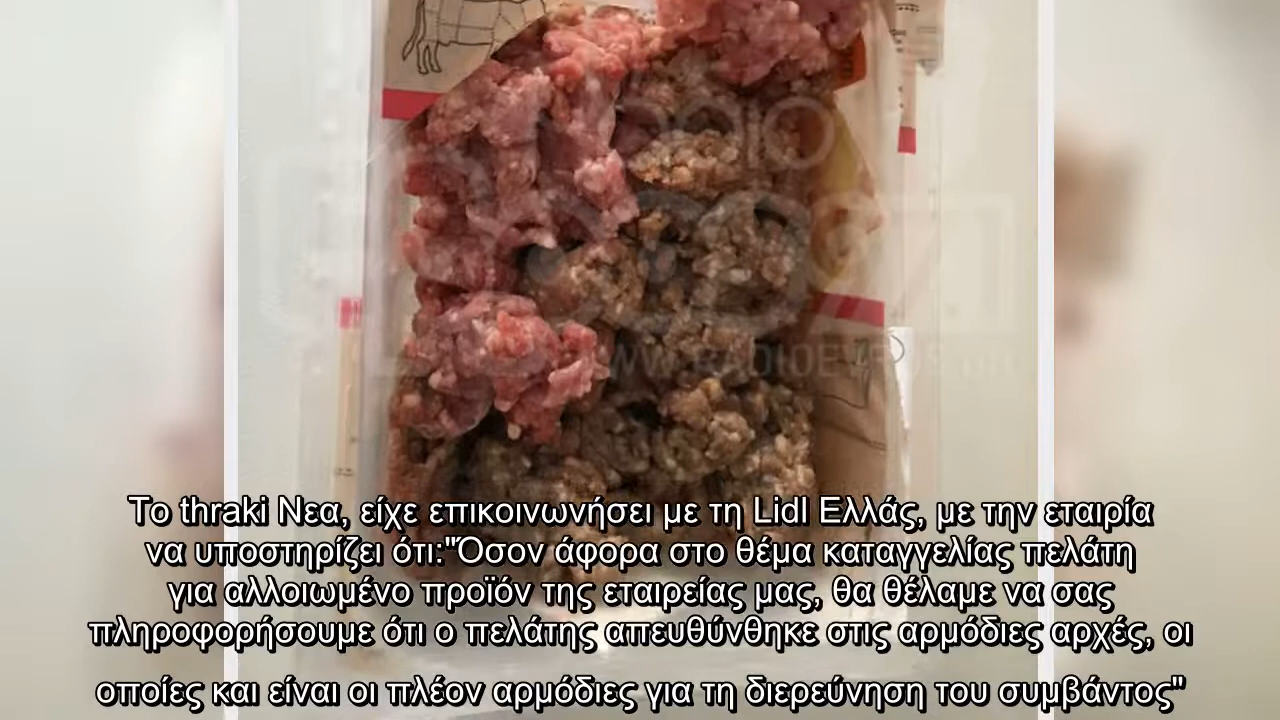 Το thraki Νεα, είχε επικοινωνήσει με τη Lidl Ελλάς, με την εταιρία
να υποστηρίζει ότι:"Όσον άφορα στο θέμα καταγγελίας πελάτη
για αλλοιωμένο προϊόν της εταιρείας μας, θα θέλαμε να σας
πληροφορήσουμε ότι ο πελάτης απευθύνθηκε στις αρμόδιες αρχές, οι
οποίες και είναι οι πλέον αρμόδιες για τη διερεύνηση του συμβάντος"